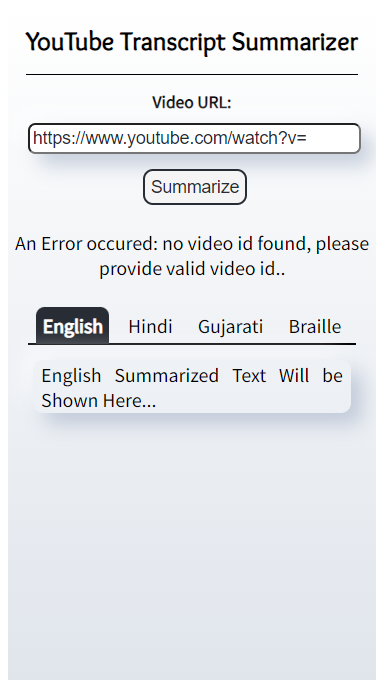 YouTube Transcript Summarizer
Video URL:
https://www.youtube.com/watch?v=
Summarize
An Error occured: no video id found, please
provide valid video id..
English Hindi Gujarati Braille
English Summarized Text Will be
Shown Here...